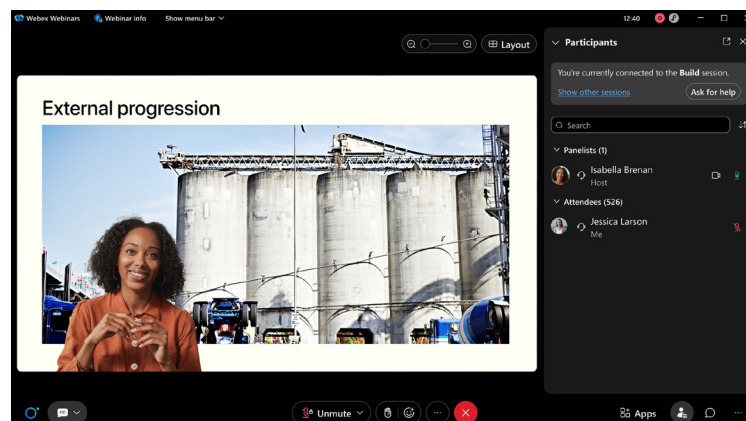 Webex Webinars Webinar info Show menu bar 12:40
Layout
Participants
You're currently connected to the Build session.
Show other sessions Ask for help
Search
Panelists (1)
Isabella Brenan
Host
Attendees (526)
Jessica Larson
Me
External progression
Unmute
Apps